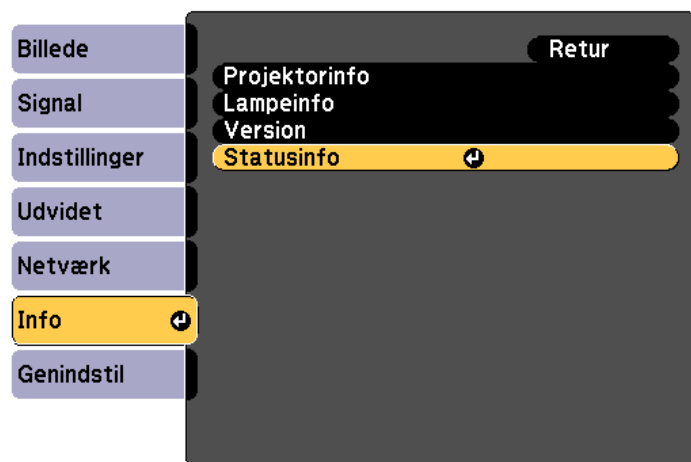 Billede
Signal
Indstillinger
Udvidet
Netværk
Info
Genindstil
Retur
Projektorinfo
Lampeinfo
Version
Statusinfo